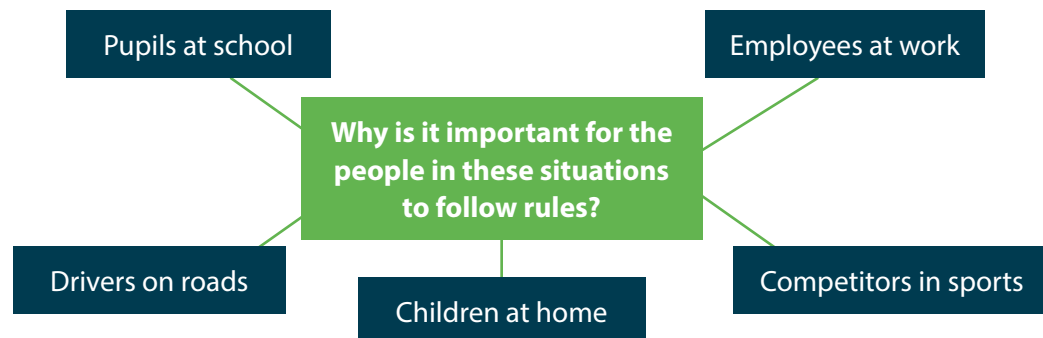 Pupils at school
Employees at work
Why is it important for the
people in these situations
to follow rules?
Drivers on roads
Children at home
Competitors in sports